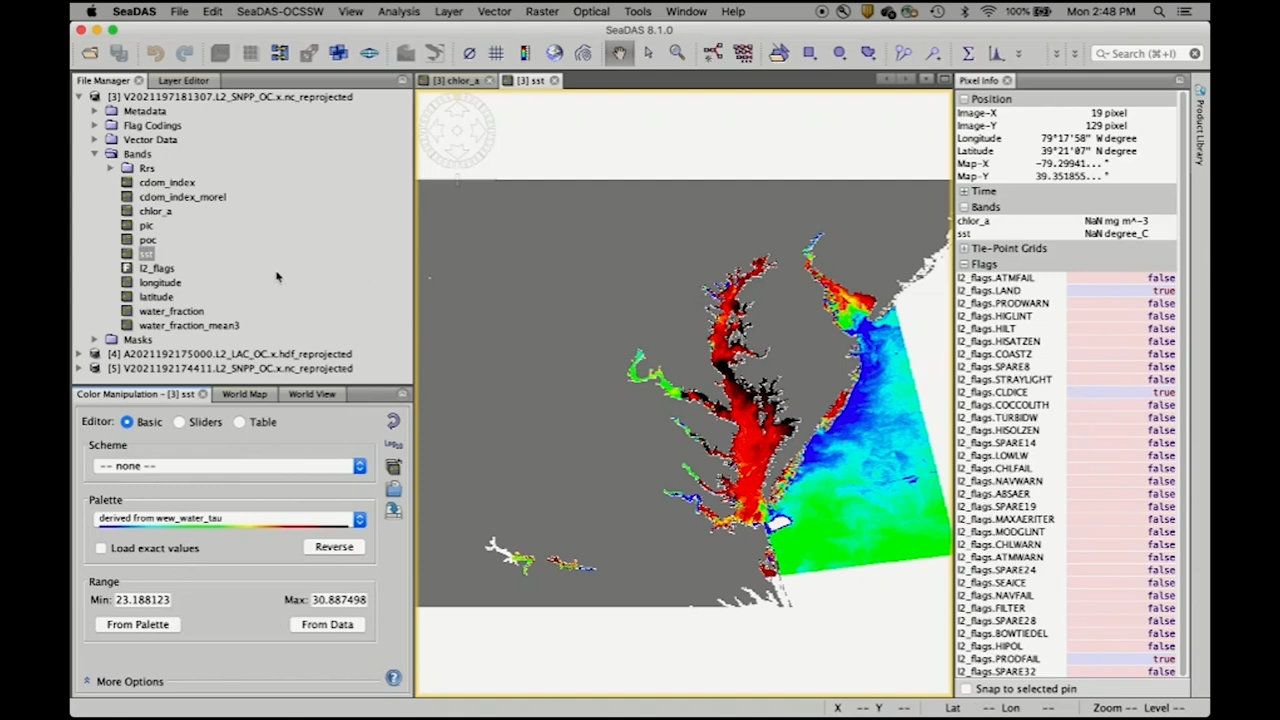 SeaDAS File Edit SeaDAS-OCSSW View Analysis Layer Vector Raster Optical Tools Window Help 100% Mon 2:48 PM
SeaDAS 8.1.0
Search (⌘+I)
File Manager Layer Editor
[3] V2021197181307.L2_SNPP_OC.x.nc_reprojected
Metadata
Flag Codings
Vector Data
Bands
Rrs
cdom_index
cdom_index_morel
chlor_a
pic
poc
sst
l2_flags
longitude
latitude
water_fraction
water_fraction_mean3
Masks
[4] A2021192175000.L2_LAC_OC.x.hdf_reprojected
[5] V2021192174411.L2_SNPP_OC.x.nc_reprojected
Color Manipulation - [3] sst World Map World View
Editor: Basic Sliders Table
Scheme
-- none --
Palette
derived from wew_water_tau
Load exact values Reverse
Range
Min: 23.188123 Max: 30.887498
From Palette From Data
More Options
Log10
?
[3] chlor_a [3] sst
Pixel Info
Position
Image-X 19 pixel
Image-Y 129 pixel
Longitude 79°17'58" W degree
Latitude 39°21'07" N degree
Map-X -79.29941... °
Map-Y 39.351855... °
Time
Bands
chlor_a NaN mg m^-3
sst NaN degree_C
Tie-Point Grids
Flags
l2_flags.ATMFAIL false
l2_flags.LAND true
l2_flags.PRODWARN false
l2_flags.HIGLINT false
l2_flags.HILT false
l2_flags.HISATZEN false
l2_flags.COASTZ false
l2_flags.SPARE8 false
l2_flags.STRAYLIGHT false
l2_flags.CLDICE true
l2_flags.COCCOLITH false
l2_flags.TURBIDW false
l2_flags.HISOLZEN false
l2_flags.SPARE14 false
l2_flags.LOWLW false
l2_flags.CHLFAIL false
l2_flags.NAVWARN false
l2_flags.ABSAER false
l2_flags.SPARE19 false
l2_flags.MAXAERITER false
l2_flags.MODGLINT false
l2_flags.CHLWARN false
l2_flags.ATMWARN false
l2_flags.SPARE24 false
l2_flags.SEAICE false
l2_flags.NAVFAIL false
l2_flags.FILTER false
l2_flags.SPARE28 false
l2_flags.BOWTIEDEL false
l2_flags.HIPOL false
l2_flags.PRODFAIL true
l2_flags.SPARE32 false
Snap to selected pin
Product Library
X -- Y -- Lat -- Lon -- Zoom -- Level --